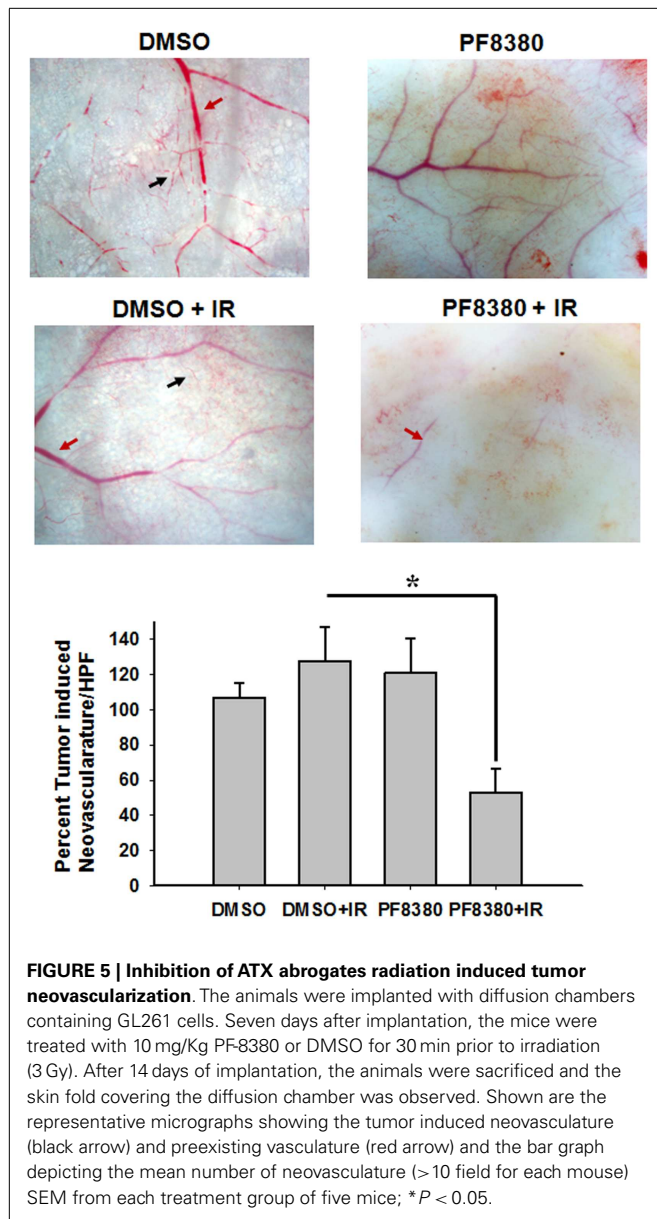 DMSO
PF8380
DMSO + IR
PF8380 + IR
*
Percent Tumor induced
Neovascularature/HPF
140
120
100
80
60
40
20
0
DMSO DMSO+IR PF8380 PF8380+IR
FIGURE 5 | Inhibition of ATX abrogates radiation induced tumor
neovascularization. The animals were implanted with diffusion chambers
containing GL261 cells. Seven days after implantation, the mice were
treated with 10 mg/Kg PF-8380 or DMSO for 30 min prior to irradiation
(3 Gy). After 14 days of implantation, the animals were sacrificed and the
skin fold covering the diffusion chamber was observed. Shown are the
representative micrographs showing the tumor induced neovasculature
(black arrow) and preexisting vasculature (red arrow) and the bar graph
depicting the mean number of neovasculature (>10 field for each mouse)
SEM from each treatment group of five mice; *P < 0.05.